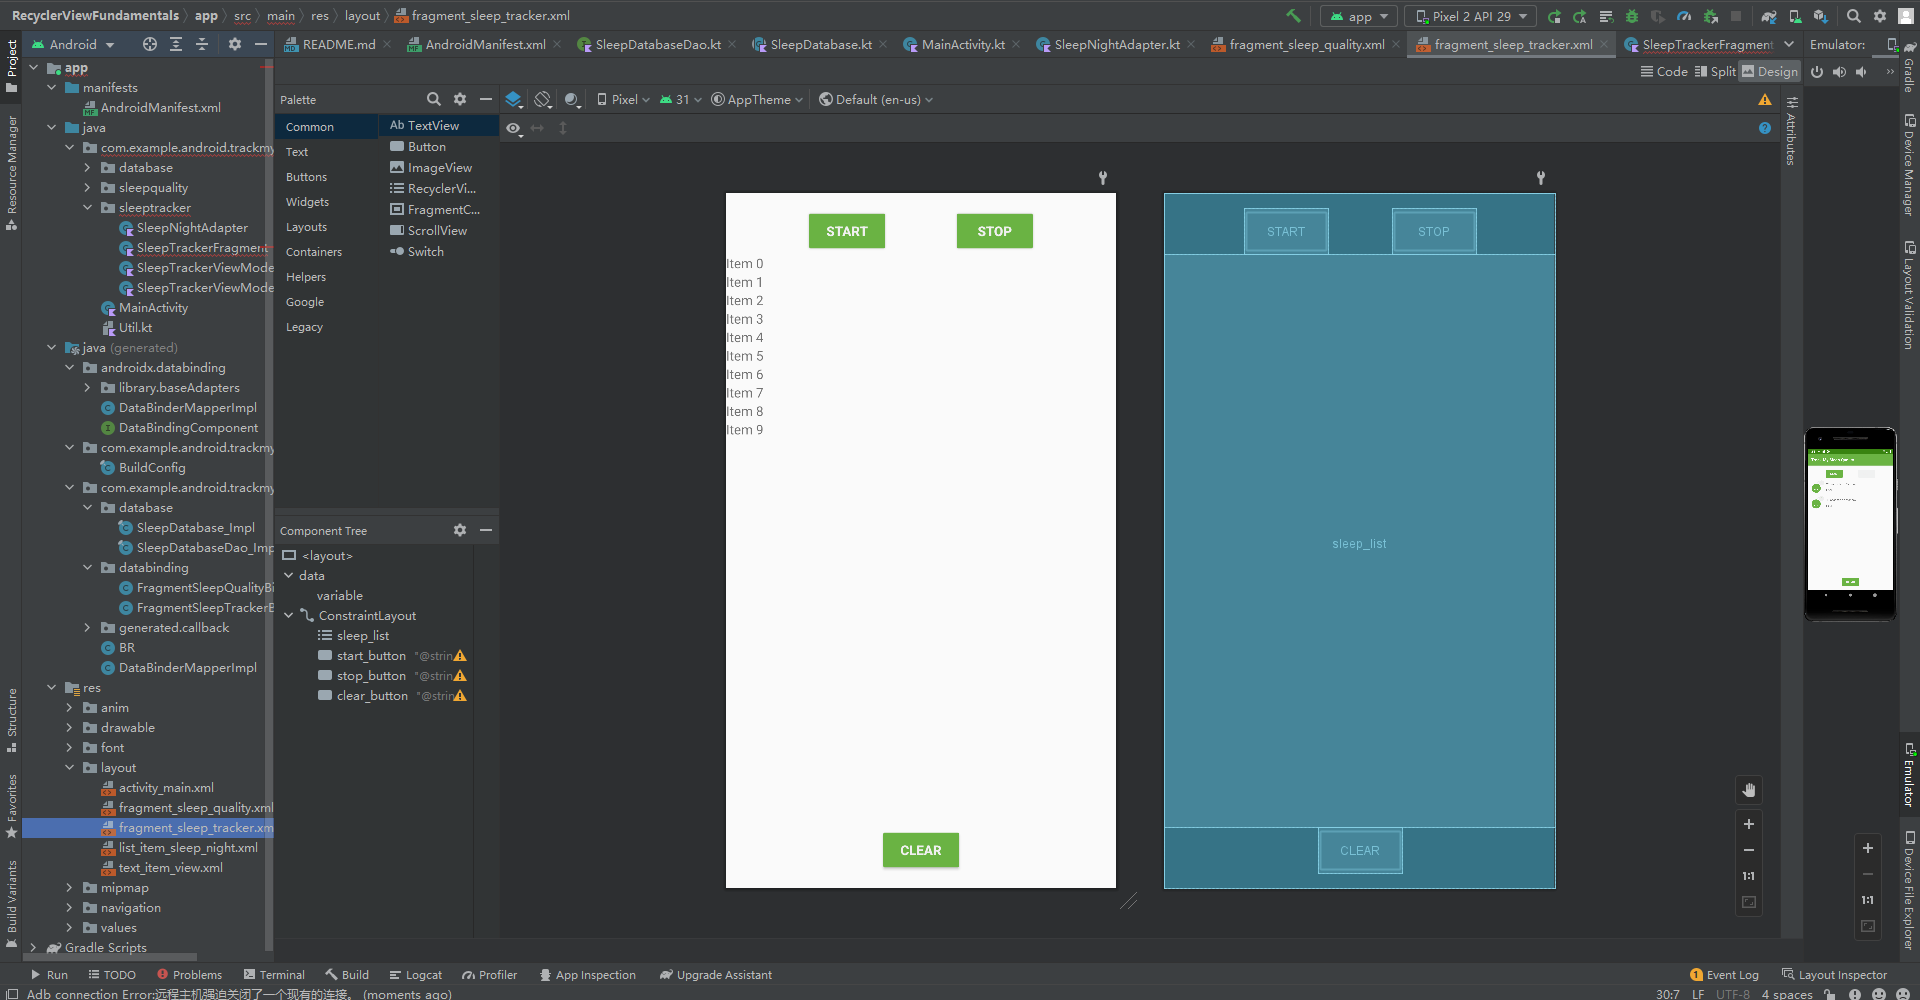 RecyclerViewFundamentals app src main res layout fragment_sleep_tracker.xml
app Pixel 2 API 29
Android README.md AndroidManifest.xml SleepDatabaseDao.kt SleepDatabase.kt MainActivity.kt SleepNightAdapter.kt fragment_sleep_quality.xml fragment_sleep_tracker.xml SleepTrackerFragment Emulator:
Code Split Design
Project
Resource Manager
Structure
Favorites
Build Variants
app
manifests
AndroidManifest.xml
java
com.example.android.trackmy
database
sleepquality
sleeptracker
SleepNightAdapter
SleepTrackerFragment
SleepTrackerViewMode
SleepTrackerViewMode
MainActivity
Util.kt
java (generated)
androidx.databinding
library.baseAdapters
DataBinderMapperImpl
DataBindingComponent
com.example.android.trackmy
BuildConfig
com.example.android.trackmy
database
SleepDatabase_Impl
SleepDatabaseDao_Imp
databinding
FragmentSleepQualityBi
FragmentSleepTrackerB
generated.callback
BR
DataBinderMapperImpl
res
anim
drawable
font
layout
activity_main.xml
fragment_sleep_quality.xml
fragment_sleep_tracker.xm
list_item_sleep_night.xml
text_item_view.xml
mipmap
navigation
values
Gradle Scripts
Palette
Common
Text
Buttons
Widgets
Layouts
Containers
Helpers
Google
Legacy
Ab TextView
Button
ImageView
RecyclerVi...
FragmentC...
ScrollView
Switch
Component Tree
<layout>
data
variable
ConstraintLayout
sleep_list
start_button "@strin
stop_button "@strin
clear_button "@strin
Pixel 31 AppTheme Default (en-us)
START STOP
Item 0
Item 1
Item 2
Item 3
Item 4
Item 5
Item 6
Item 7
Item 8
Item 9
CLEAR
START STOP
sleep_list
CLEAR
1:1
1:1
Attributes
Gradle
Device Manager
Layout Validation
Emulator
Device File Explorer
Run TODO Problems Terminal Build Logcat Profiler App Inspection Upgrade Assistant 1 Event Log Layout Inspector
Adb connection Error:远程主机强迫关闭了一个现有的连接。 (moments ago) 30:7 LF UTF-8 4 spaces